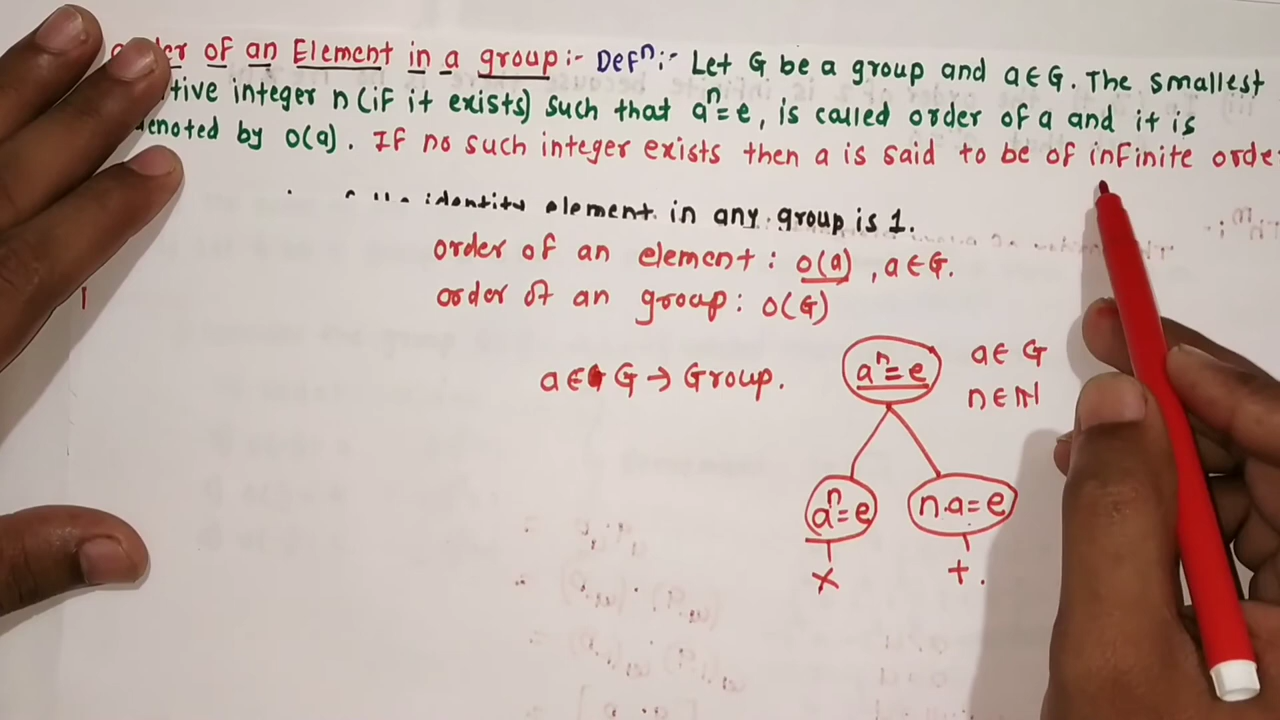 order of an Element in a group:- Defⁿ:- Let G be a group and a∈G. The smallest
integer n (if it exists) such that aⁿ=e, is called order of a and it is
by o(a). If no such integer exists then a is said to be of infinite
identity element in any group is 1.
order of an element : o(a), a∈G.
order of an group: o(G)
aⁿ=e a∈G
a∈G → Group. n∈N
aⁿ=e n.a=e
× +.